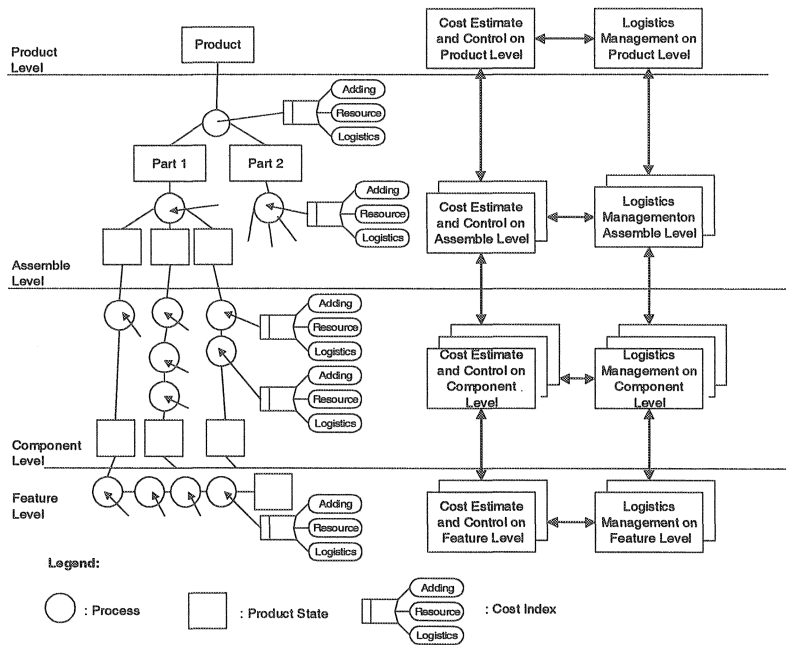 Product
Level
Product
Cost Estimate
and Control on
Product Level
Logistics
Management on
Product Level
Adding
Resource
Logistics
Part 1
Part 2
Adding
Resource
Logistics
Cost Estimate
and Control on
Assemble Level
Logistics
Managementon
Assemble Level
Assemble
Level
Adding
Resource
Logistics
Adding
Resource
Logistics
Cost Estimate
and Control on
Component
Level
Logistics
Management on
Component
Level
Component
Level
Feature
Level
Adding
Resource
Logistics
Cost Estimate
and Control on
Feature Level
Logistics
Management on
Feature Level
Legend:
: Process
: Product State
Adding
Resource
Logistics
: Cost Index